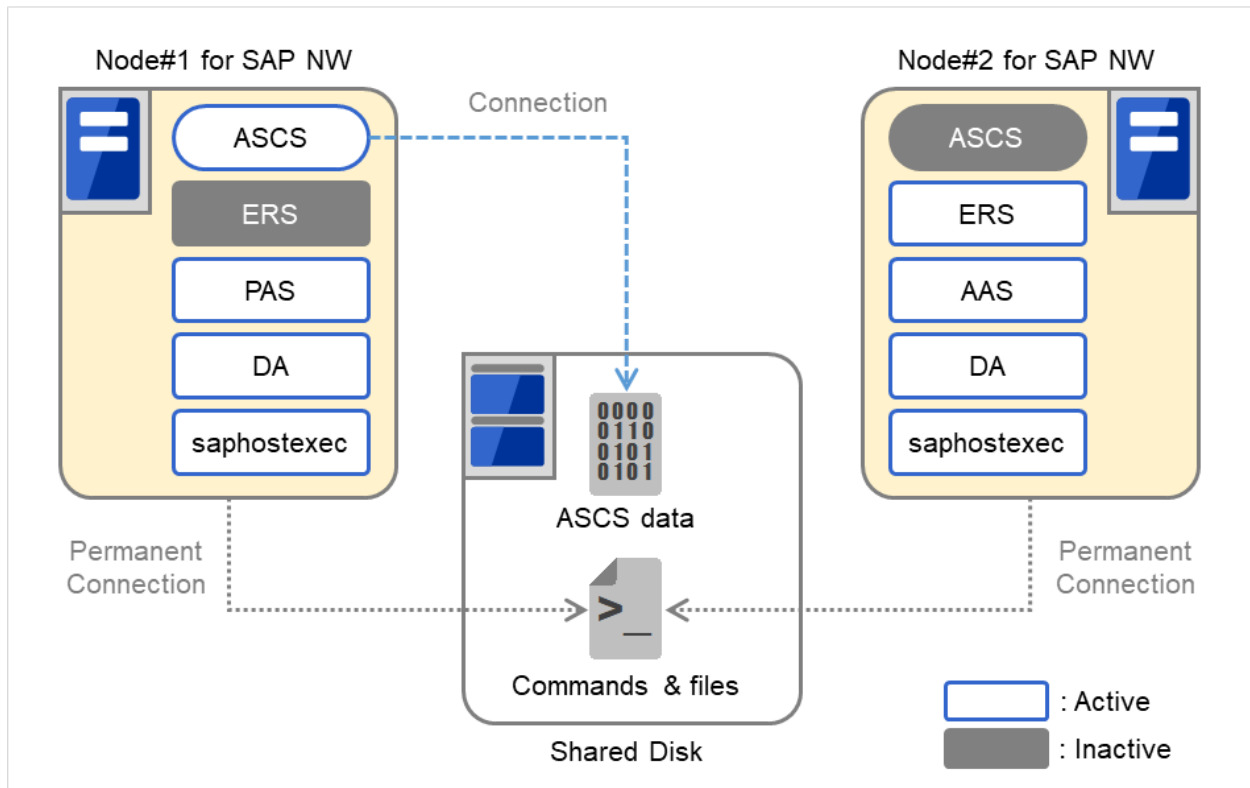 Node#1 for SAP NW
Node#2 for SAP NW
Connection
ASCS
ERS
PAS
DA
saphostexec
ASCS
ERS
AAS
DA
saphostexec
0000
0110
0101
0101
ASCS data
Permanent
Connection
Permanent
Connection
>_
Commands & files
Shared Disk
: Active
: Inactive